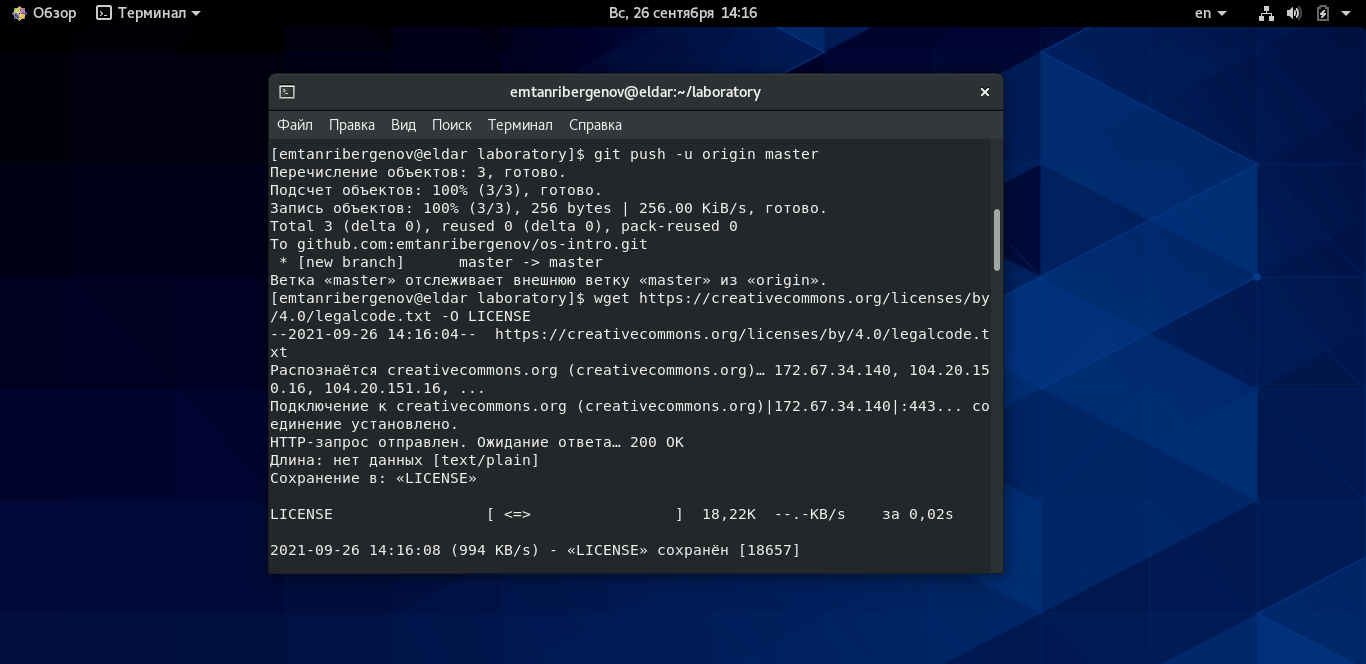 Обзор Терминал Вс, 26 сентября 14:16 en
emtanribergenov@eldar:~/laboratory
Файл Правка Вид Поиск Терминал Справка
[emtanribergenov@eldar laboratory]$ git push -u origin master
Перечисление объектов: 3, готово.
Подсчет объектов: 100% (3/3), готово.
Запись объектов: 100% (3/3), 256 bytes | 256.00 KiB/s, готово.
Total 3 (delta 0), reused 0 (delta 0), pack-reused 0
To github.com:emtanribergenov/os-intro.git
 * [new branch]      master -> master
Ветка «master» отслеживает внешнюю ветку «master» из «origin».
[emtanribergenov@eldar laboratory]$ wget https://creativecommons.org/licenses/by
/4.0/legalcode.txt -O LICENSE
--2021-09-26 14:16:04--  https://creativecommons.org/licenses/by/4.0/legalcode.t
xt
Распознаётся creativecommons.org (creativecommons.org)… 172.67.34.140, 104.20.15
0.16, 104.20.151.16, ...
Подключение к creativecommons.org (creativecommons.org)|172.67.34.140|:443... со
единение установлено.
HTTP-запрос отправлен. Ожидание ответа… 200 OK
Длина: нет данных [text/plain]
Сохранение в: «LICENSE»
LICENSE                 [ <=>                ]  18,22K  --.-KB/s    за 0,02s
2021-09-26 14:16:08 (994 KB/s) - «LICENSE» сохранён [18657]